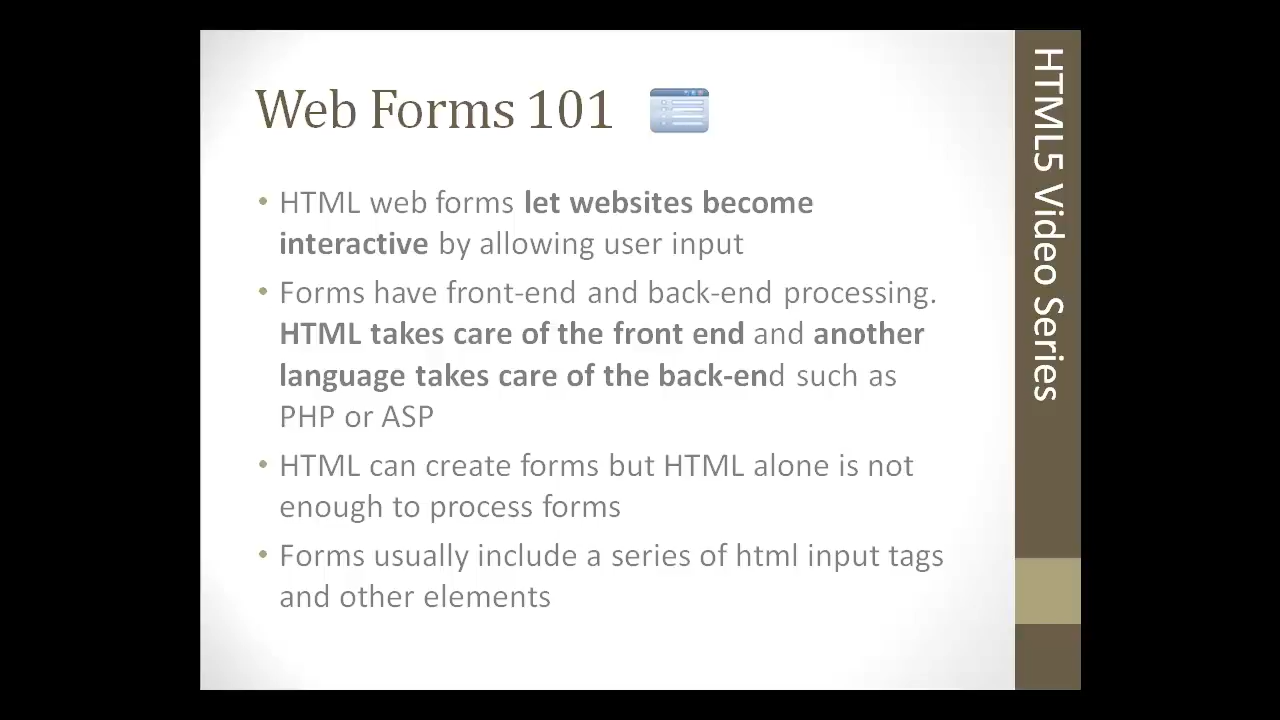 Web Forms 101
• HTML web forms let websites become
interactive by allowing user input
• Forms have front-end and back-end processing.
HTML takes care of the front end and another
language takes care of the back-end such as
PHP or ASP
• HTML can create forms but HTML alone is not
enough to process forms
• Forms usually include a series of html input tags
and other elements
HTML5 Video Series